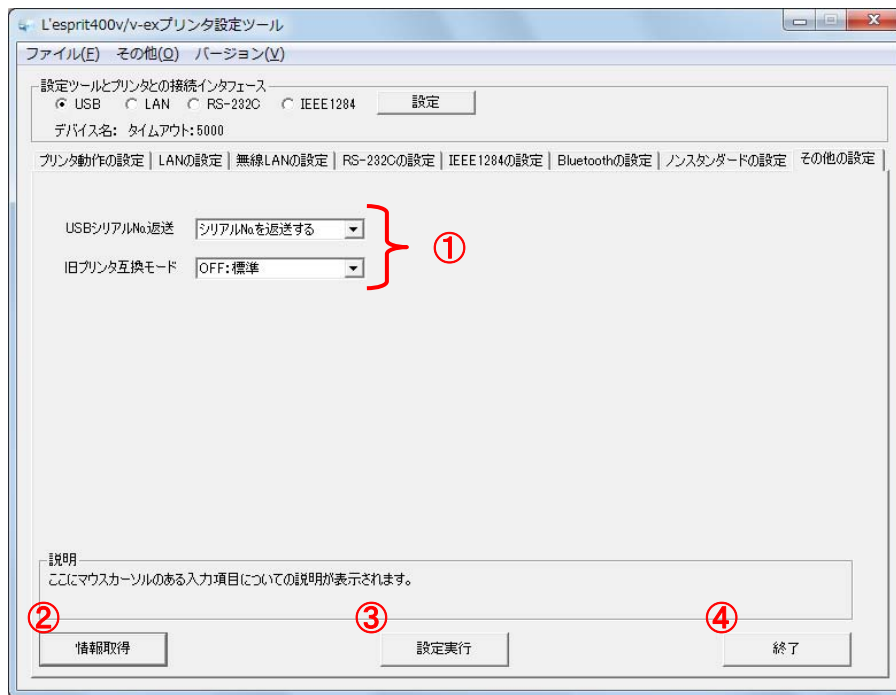 L'esprit400v/v-exプリンタ設定ツール
ファイル(F) その他(O) バージョン(V)
設定ツールとプリンタとの接続インタフェース
USB LAN RS-232C IEEE1284 設定
デバイス名: タイムアウト:5000
プリンタ動作の設定 LANの設定 無線LANの設定 RS-232Cの設定 IEEE1284の設定 Bluetoothの設定 ノンスタンダードの設定 その他の設定
USBシリアル№返送 シリアル№を返送する
①
旧プリンタ互換モード OFF:標準
説明
ここにマウスカーソルのある入力項目についての説明が表示されます。
② ③ ④
情報取得 設定実行 終了